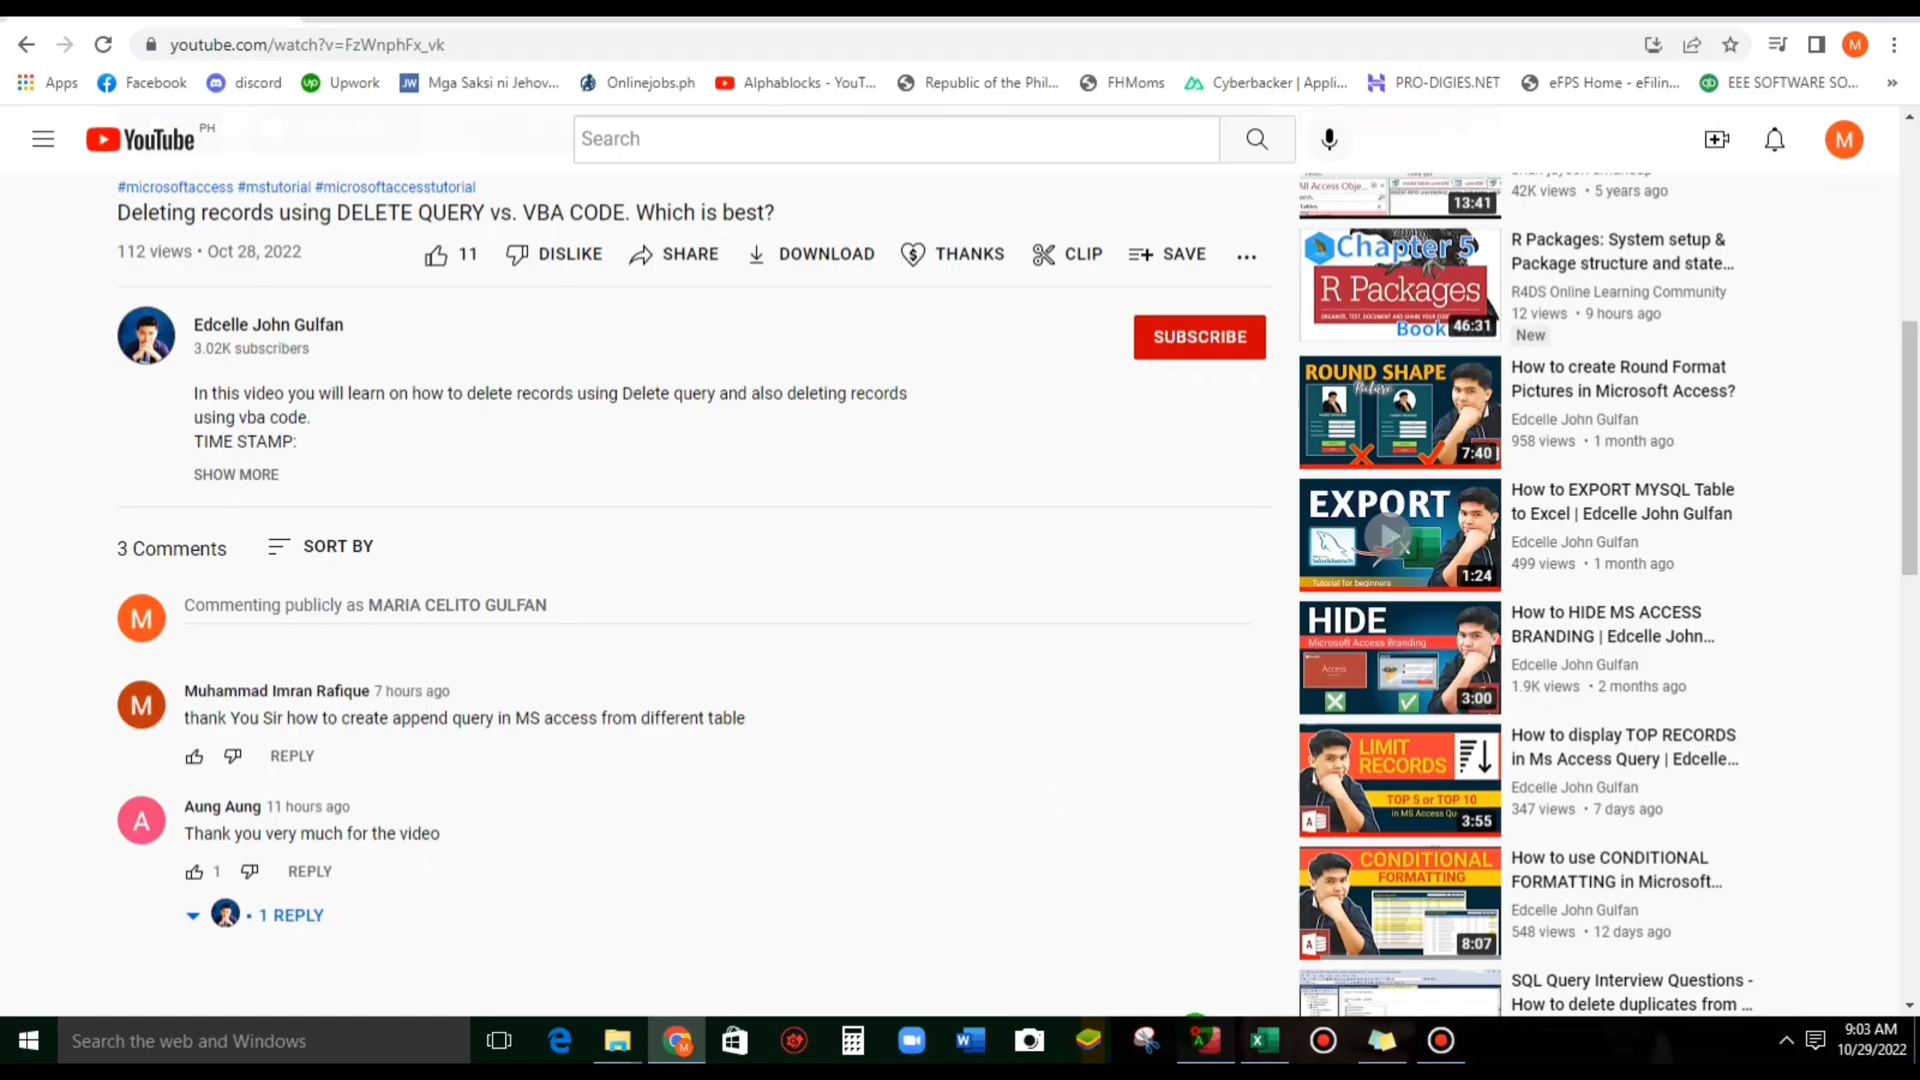 youtube.com/watch?v=FzWnphFx_vk
M
Apps
Facebook
discord
Upwork
Mga Saksi ni Jehov...
Onlinejobs.ph
Alphablocks - YouT...
Republic of the Phil...
FHMoms
Cyberbacker | Appli...
PRO-DIGIES.NET
eFPS Home - eFilin...
EEE SOFTWARE SO...
YouTube PH
Search
M
#microsoftaccess #mstutorial #microsoftaccesstutorial
Deleting records using DELETE QUERY vs. VBA CODE. Which is best?
112 views • Oct 28, 2022
11
DISLIKE
SHARE
DOWNLOAD
THANKS
CLIP
SAVE
Edcelle John Gulfan
3.02K subscribers
SUBSCRIBE
In this video you will learn on how to delete records using Delete query and also deleting records
using vba code.
TIME STAMP:
SHOW MORE
3 Comments
SORT BY
M
Commenting publicly as MARIA CELITO GULFAN
M
Muhammad Imran Rafique 7 hours ago
thank You Sir how to create append query in MS access from different table
REPLY
A
Aung Aung 11 hours ago
Thank you very much for the video
1
REPLY
• 1 REPLY
All Access Obje...
13:41
42K views • 5 years ago
Chapter 5
R Packages
Book
46:31
R Packages: System setup &
Package structure and state...
R4DS Online Learning Community
12 views • 9 hours ago
New
ROUND SHAPE
Picture
7:40
How to create Round Format
Pictures in Microsoft Access?
Edcelle John Gulfan
958 views • 1 month ago
EXPORT
Workbench
Tutorial for beginners
1:24
How to EXPORT MYSQL Table
to Excel | Edcelle John Gulfan
Edcelle John Gulfan
499 views • 1 month ago
HIDE
Microsoft Access Branding
Access
3:00
How to HIDE MS ACCESS
BRANDING | Edcelle John...
Edcelle John Gulfan
1.9K views • 2 months ago
LIMIT
RECORDS
TOP 5 or TOP 10
in MS Access Qu
A
3:55
How to display TOP RECORDS
in Ms Access Query | Edcelle...
Edcelle John Gulfan
347 views • 7 days ago
CONDITIONAL
FORMATTING
A
8:07
How to use CONDITIONAL
FORMATTING in Microsoft...
Edcelle John Gulfan
548 views • 12 days ago
SQL Query Interview Questions -
How to delete duplicates from ...
Search the web and Windows
9:03 AM
10/29/2022